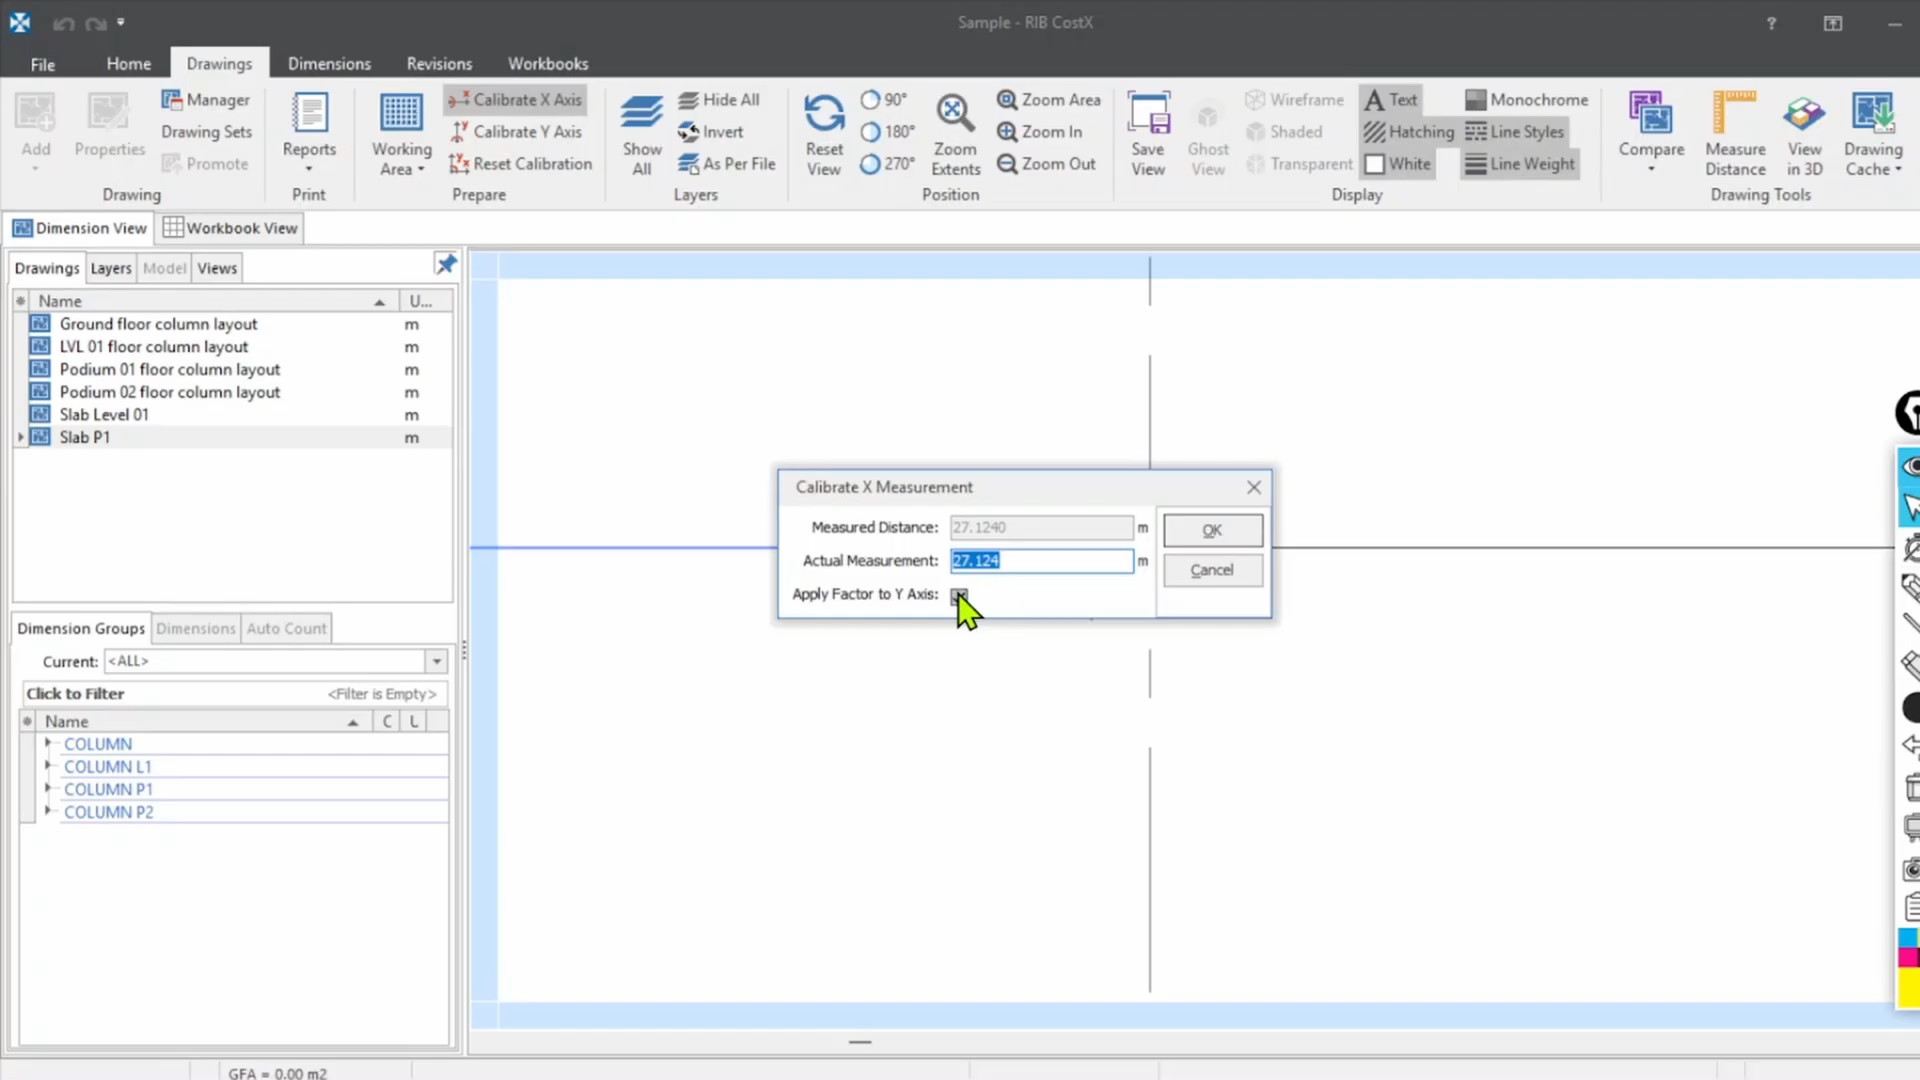 Sample - RIB CostX
?
File Home Drawings Dimensions Revisions Workbooks
Add
Properties
Manager
Drawing Sets
Promote
Drawing
Reports
Print
Working
Area
Calibrate X Axis
Calibrate Y Axis
Reset Calibration
Prepare
Show
All
Hide All
Invert
As Per File
Layers
Reset
View
90°
180°
270°
Zoom
Extents
Zoom Area
Zoom In
Zoom Out
Position
Save
View
Ghost
View
Wireframe
Shaded
Transparent
Text
Hatching
White
Monochrome
Line Styles
Line Weight
Display
Compare
Measure
Distance
View
in 3D
Drawing
Cache
Drawing Tools
Dimension View Workbook View
Drawings Layers Model Views
Name U...
Ground floor column layout m
LVL 01 floor column layout m
Podium 01 floor column layout m
Podium 02 floor column layout m
Slab Level 01 m
Slab P1 m
Calibrate X Measurement
Measured Distance: 27.1240 m
Actual Measurement: 27.124 m
Apply Factor to Y Axis:
OK
Cancel
Dimension Groups Dimensions Auto Count
Current: <ALL>
Click to Filter <Filter is Empty>
Name C L
COLUMN
COLUMN L1
COLUMN P1
COLUMN P2
GFA = 0.00 m2